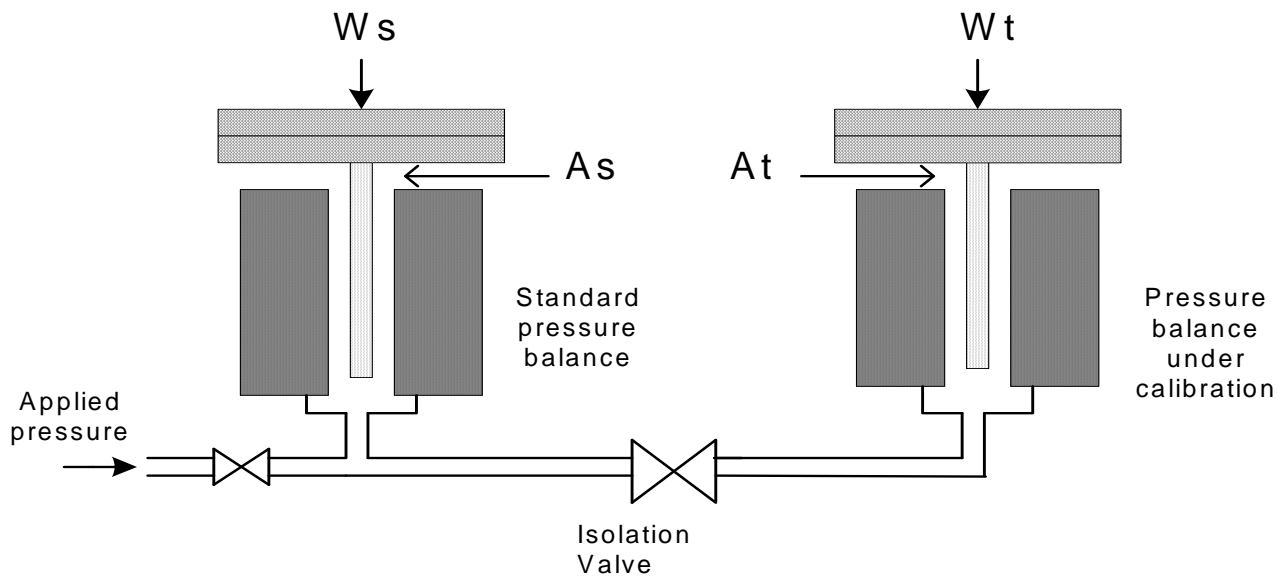 Ws
Wt
As
At
Standard
pressure
balance
Pressure
balance
under
calibration
Applied
pressure
Isolation
Valve